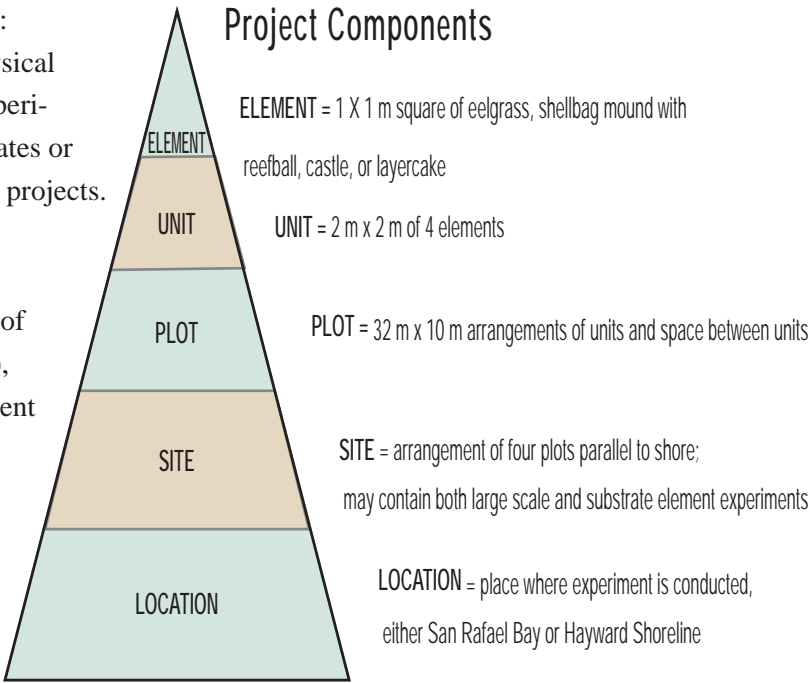 :
Project Components
ELEMENT = 1 X 1 m square of eelgrass, shellbag mound with
reefball, castle, or layercake
projects.
ELEMENT
UNIT
UNIT = 2 m x 2 m of 4 elements
of
PLOT
PLOT = 32 m x 10 m arrangements of units and space between units
SITE
SITE = arrangement of four plots parallel to shore;
may contain both large scale and substrate element experiments
LOCATION
LOCATION = place where experiment is conducted,
either San Rafael Bay or Hayward Shoreline